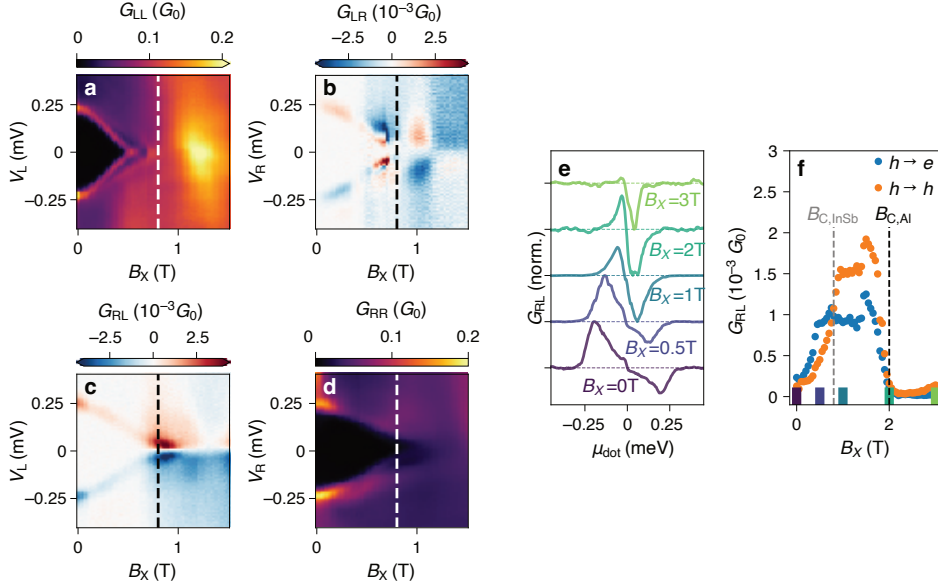 G_LL (G_0)
0 0.1 0.2
a
0.25
0
−0.25
V_L (mV)
0 1
B_X (T)
G_LR (10^−3 G_0)
−2.5 0 2.5
b
0.25
0
−0.25
V_R (mV)
0 1
B_X (T)
G_RL (10^−3 G_0)
−2.5 0 2.5
c
0.25
0
−0.25
V_L (mV)
0 1
B_X (T)
G_RR (G_0)
0 0.1 0.2
d
0.25
0
−0.25
V_R (mV)
0 1
B_X (T)
e
B_X=3T
B_X=2T
B_X=1T
B_X=0.5T
B_X=0T
G_RL (norm.)
−0.25 0 0.25
μ_dot (meV)
f
h → e
h → h
B_C,InSb
B_C,Al
3
2.5
2
1.5
1
0.5
0
G_RL (10^−3 G_0)
0 2
B_X (T)